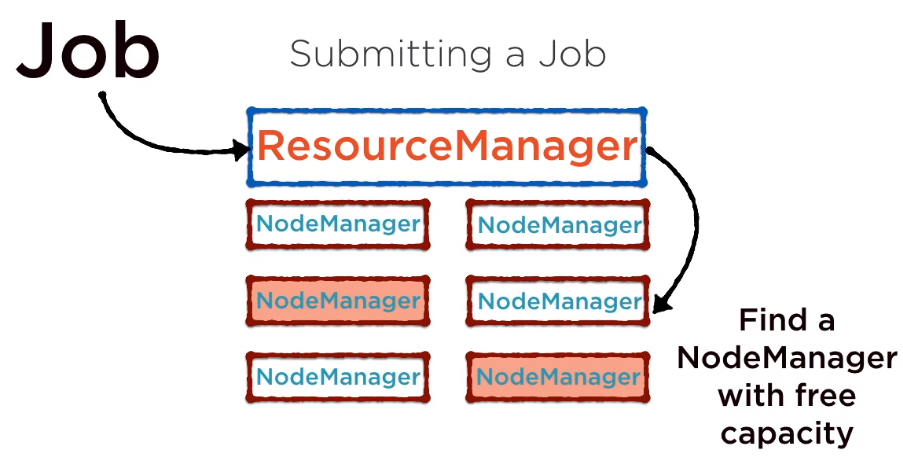 Job
Submitting a Job
ResourceManager
NodeManager NodeManager
NodeManager NodeManager
NodeManager NodeManager
Find a
NodeManager
with free
capacity